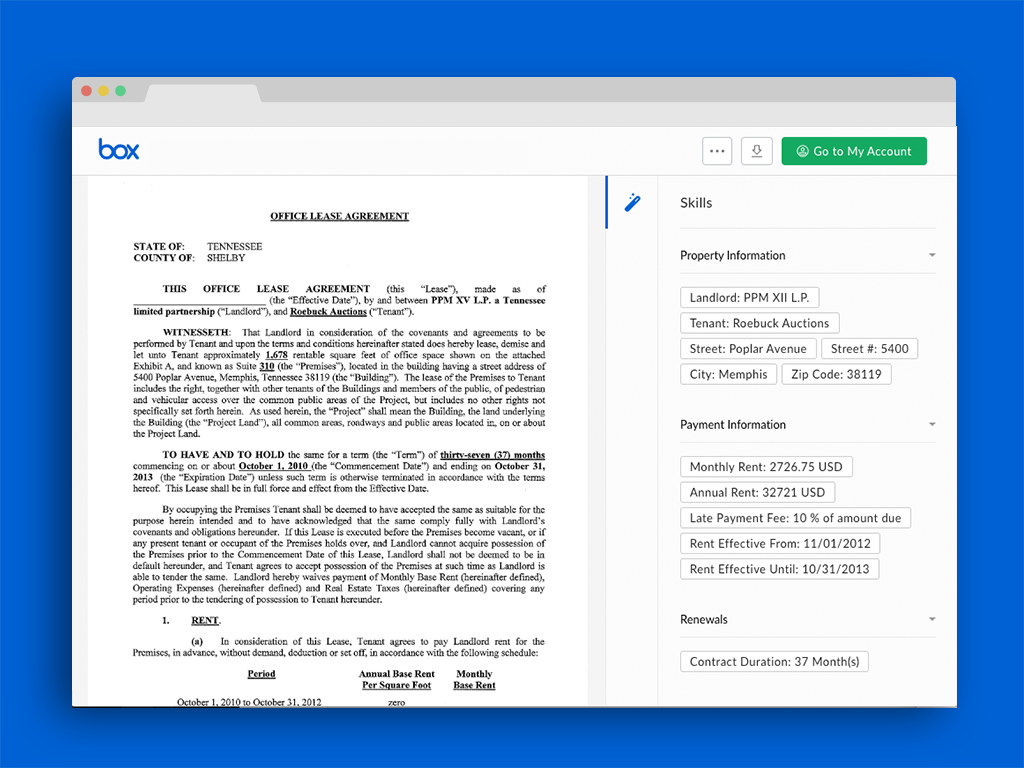 box
Go to My Account
OFFICE LEASE AGREEMENT
STATE OF: TENNESSEE
COUNTY OF: SHELBY
THIS OFFICE LEASE AGREEMENT (this “Lease”), made as of
____________________ (the “Effective Date”), by and between PPM XV L.P. a Tennessee
limited partnership (“Landlord”), and Roebuck Auctions (“Tenant”).
WITNESSETH: That Landlord in consideration of the covenants and agreements to be
performed by Tenant and upon the terms and conditions hereinafter stated does hereby lease, demise and
let unto Tenant approximately 1,678 rentable square feet of office space shown on the attached
Exhibit A, and known as Suite 310 (the “Premises”), located in the building having a street address of
5400 Poplar Avenue, Memphis, Tennessee 38119 (the “Building”). The lease of the Premises to Tenant
includes the right, together with other tenants of the Buildings and members of the public, of pedestrian
and vehicular access over the common public areas of the Project, but includes no other rights not
specifically set forth herein. As used herein, the “Project” shall mean the Building, the land underlying
the Building (the “Project Land”), all common areas, roadways and public areas located in, on or about
the Project Land.
TO HAVE AND TO HOLD the same for a term (the “Term”) of thirty-seven (37) months
commencing on or about October 1, 2010 (the “Commencement Date”) and ending on October 31,
2013 (the “Expiration Date”) unless such term is otherwise terminated in accordance with the terms
hereof. This Lease shall be in full force and effect from the Effective Date.
By occupying the Premises Tenant shall be deemed to have accepted the same as suitable for the
purpose herein intended and to have acknowledged that the same comply fully with Landlord’s
covenants and obligations hereunder. If this Lease is executed before the Premises become vacant, or if
any present tenant or occupant of the Premises holds over, and Landlord cannot acquire possession of
the Premises prior to the Commencement Date of this Lease, Landlord shall not be deemed to be in
default hereunder, and Tenant agrees to accept possession of the Premises at such time as Landlord is
able to tender the same. Landlord hereby waives payment of Monthly Base Rent (hereinafter defined),
Operating Expenses (hereinafter defined) and Real Estate Taxes (hereinafter defined) covering any
period prior to the tendering of possession to Tenant hereunder.
1. RENT.
(a) In consideration of this Lease, Tenant agrees to pay Landlord rent for the
Premises, in advance, without demand, deduction or set off, in accordance with the following schedule:
Period Annual Base Rent Monthly
Per Square Foot Base Rent
October 1, 2010 to October 31, 2012 zero
Skills
Property Information
Landlord: PPM XII L.P.
Tenant: Roebuck Auctions
Street: Poplar Avenue Street #: 5400
City: Memphis Zip Code: 38119
Payment Information
Monthly Rent: 2726.75 USD
Annual Rent: 32721 USD
Late Payment Fee: 10 % of amount due
Rent Effective From: 11/01/2012
Rent Effective Until: 10/31/2013
Renewals
Contract Duration: 37 Month(s)